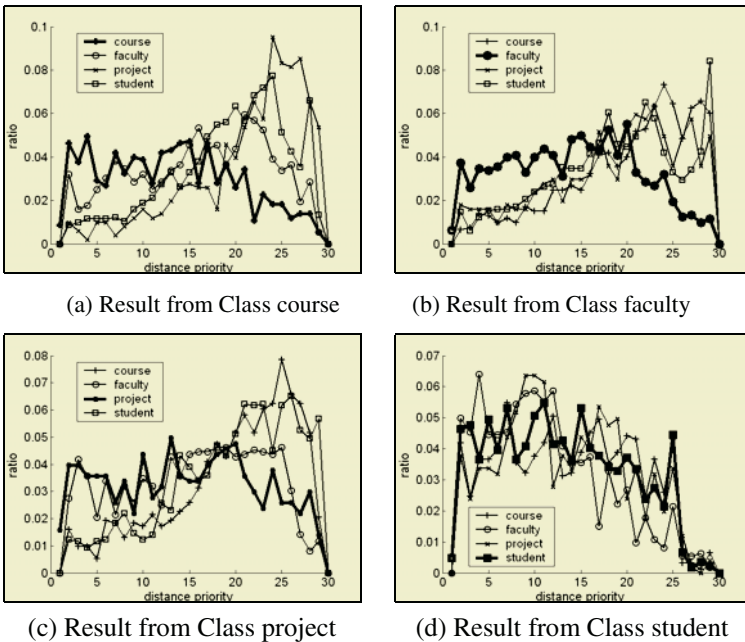 0.1
0.08
0.06
0.04
0.02
0
ratio
course
faculty
project
student
0 5 10 15 20 25 30
distance priority
(a) Result from Class course
0.1
0.08
0.06
0.04
0.02
0
ratio
course
faculty
project
student
0 5 10 15 20 25 30
distance priority
(b) Result from Class faculty
0.08
0.07
0.06
0.05
0.04
0.03
0.02
0.01
0
ratio
course
faculty
project
student
0 5 10 15 20 25 30
distance priority
(c) Result from Class project
0.07
0.06
0.05
0.04
0.03
0.02
0.01
0
ratio
course
faculty
project
student
0 5 10 15 20 25 30
distance priority
(d) Result from Class student